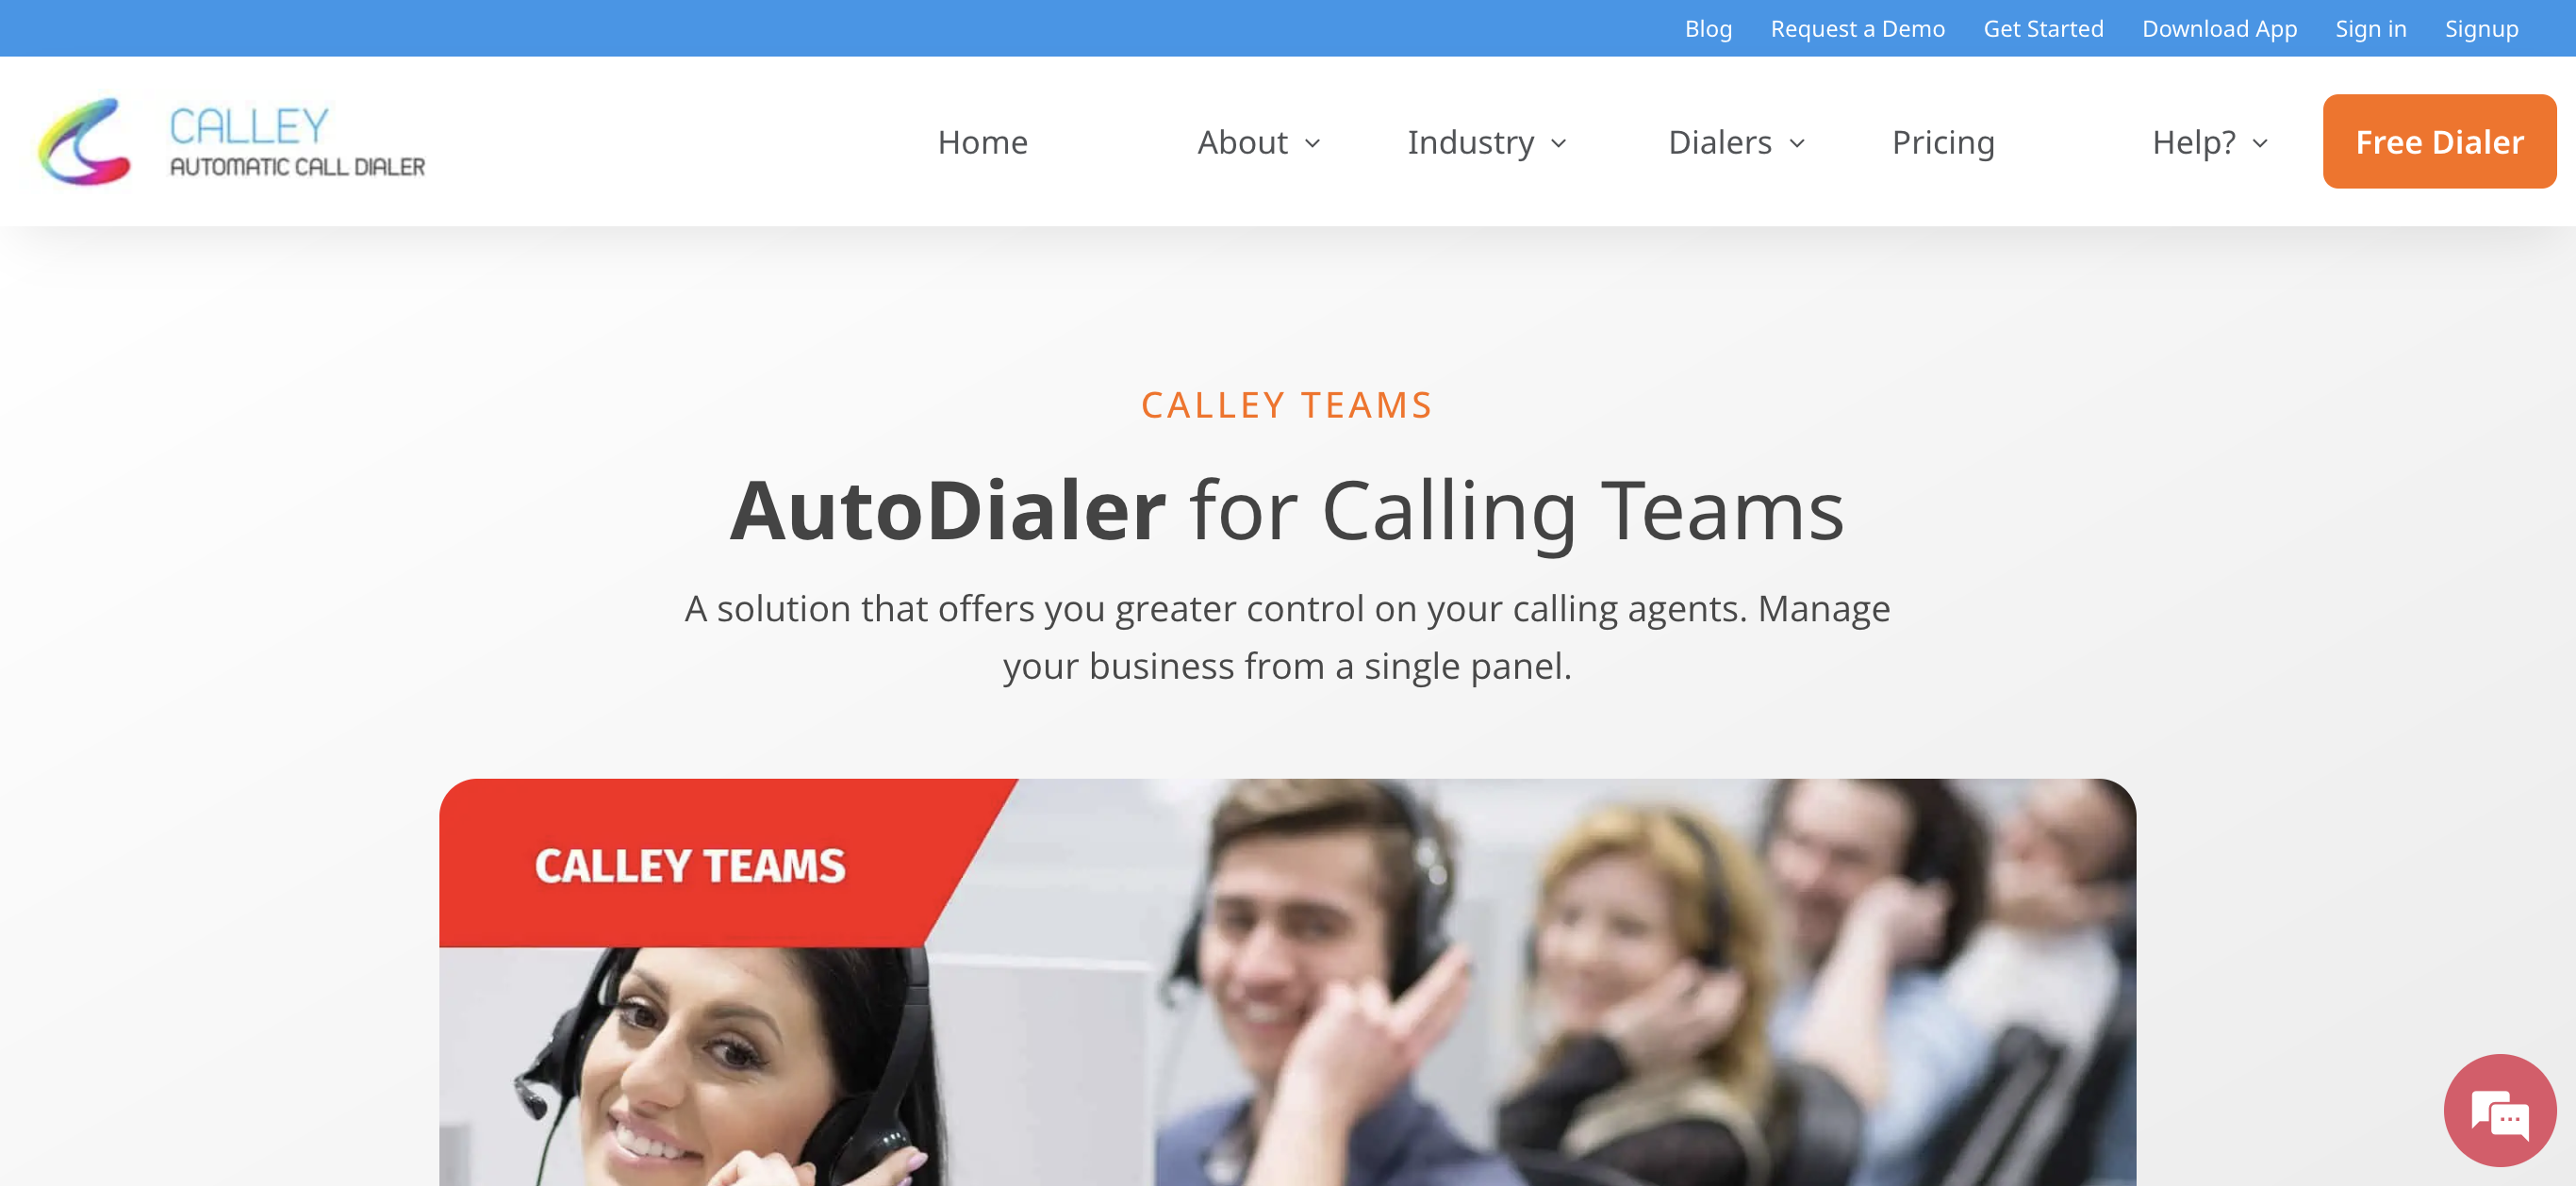 Blog Request a Demo Get Started Download App Sign in Signup
CALLEY
AUTOMATIC CALL DIALER
Home About Industry Dialers Pricing Help? Free Dialer
CALLEY TEAMS
AutoDialer for Calling Teams
A solution that offers you greater control on your calling agents. Manage
your business from a single panel.
CALLEY TEAMS